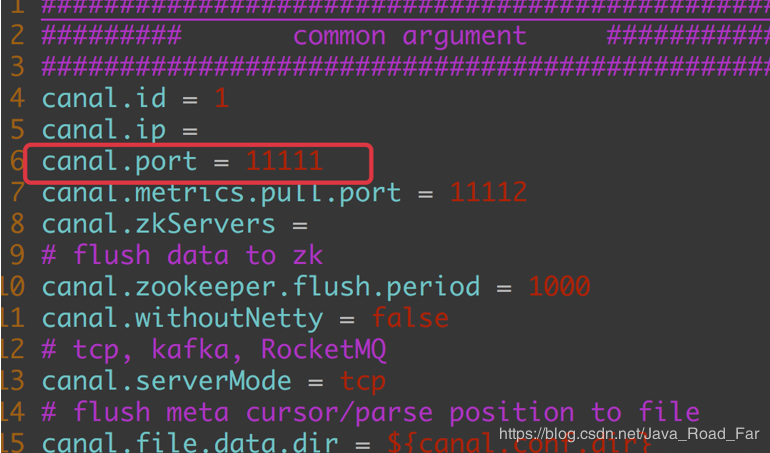 1 ###############################################
2 ######### common argument ###########
3 ###############################################
4 canal.id = 1
5 canal.ip =
6 canal.port = 11111
7 canal.metrics.pull.port = 11112
8 canal.zkServers =
9 # flush data to zk
10 canal.zookeeper.flush.period = 1000
11 canal.withoutNetty = false
12 # tcp, kafka, RocketMQ
13 canal.serverMode = tcp
14 # flush meta cursor/parse position to file
15 canal.file.data.dir = ${canal.conf.dir}
https://blog.csdn.net/Java_Road_Far